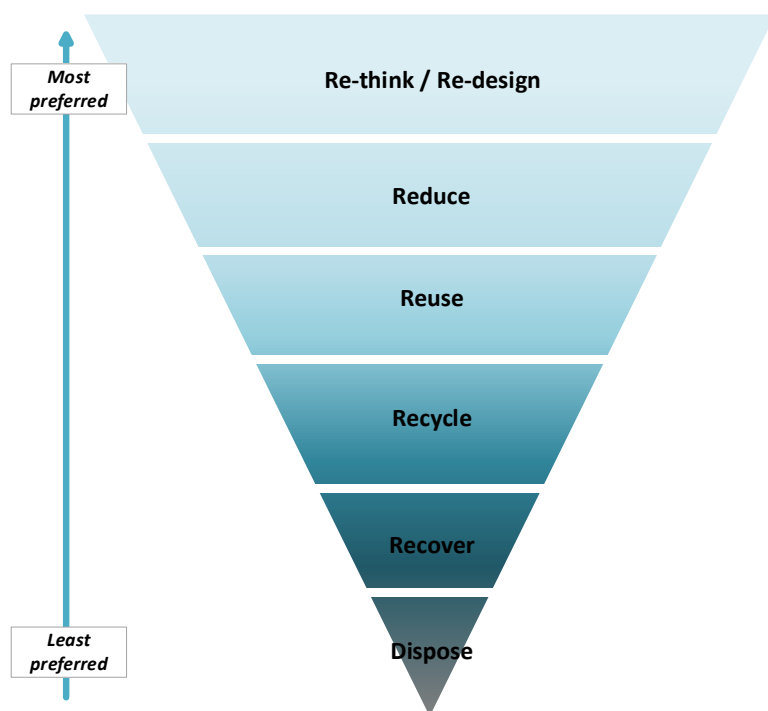 Most
preferred
Re-think / Re-design
Reduce
Reuse
Recycle
Recover
Least
preferred
Dispose